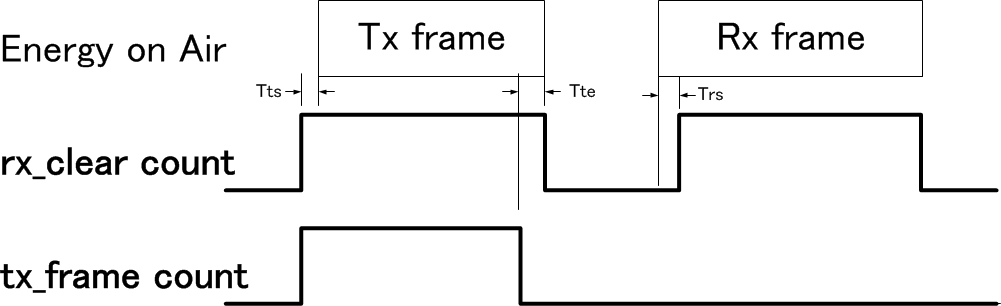 Energy on Air
Tx frame
Rx frame
Tts
Tte
Trs
rx_clear count
tx_frame count